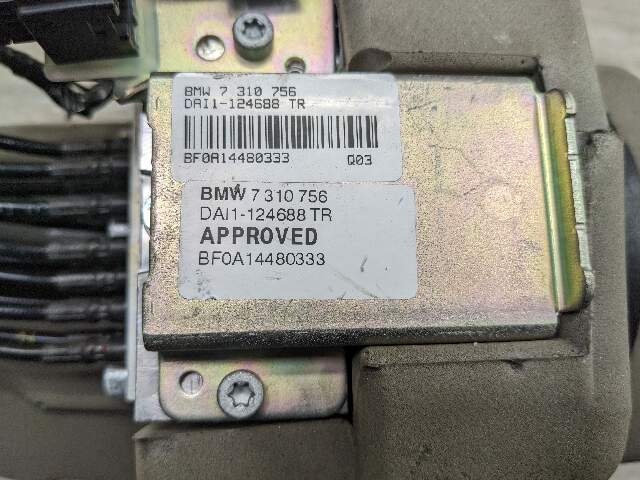 BMW 7 310 756
DAI1-124688 TR
BF0A14480333 Q03
BMW 7 310 756
DAI1-124688 TR
APPROVED
BF0A14480333